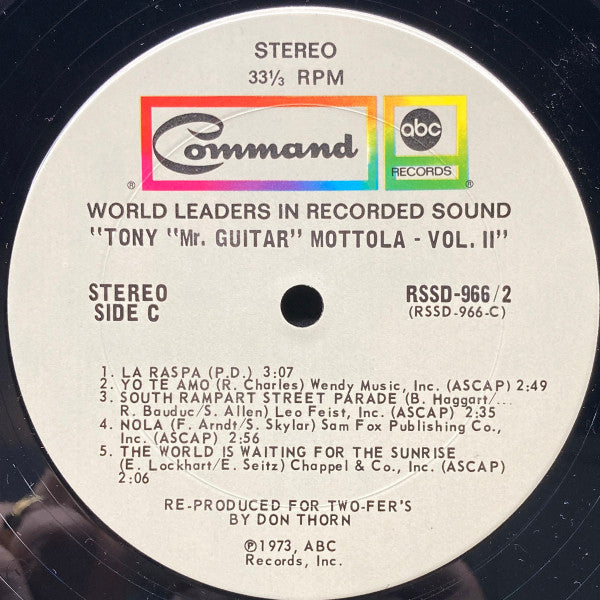 STEREO
33⅓ RPM
Command
abc
RECORDS
® ®
WORLD LEADERS IN RECORDED SOUND
"TONY "Mr. GUITAR" MOTTOLA - VOL. II"
STEREO
SIDE C
RSSD-966/2
(RSSD-966-C)
1. LA RASPA (P.D.) 3:07
2. YO TE AMO (R. Charles) Wendy Music, Inc. (ASCAP) 2:49
3. SOUTH RAMPART STREET PARADE (B. Haggart/...
R. Bauduc/S. Allen) Leo Feist, Inc. (ASCAP) 2:35
4. NOLA (F. Arndt/S. Skylar) Sam Fox Publishing Co.,
Inc. (ASCAP) 2:56
5. THE WORLD IS WAITING FOR THE SUNRISE
(E. Lockhart/E. Seitz) Chappel & Co., Inc. (ASCAP)
2:06
RE-PRODUCED FOR TWO-FER'S
BY DON THORN
℗1973, ABC
Records, Inc.